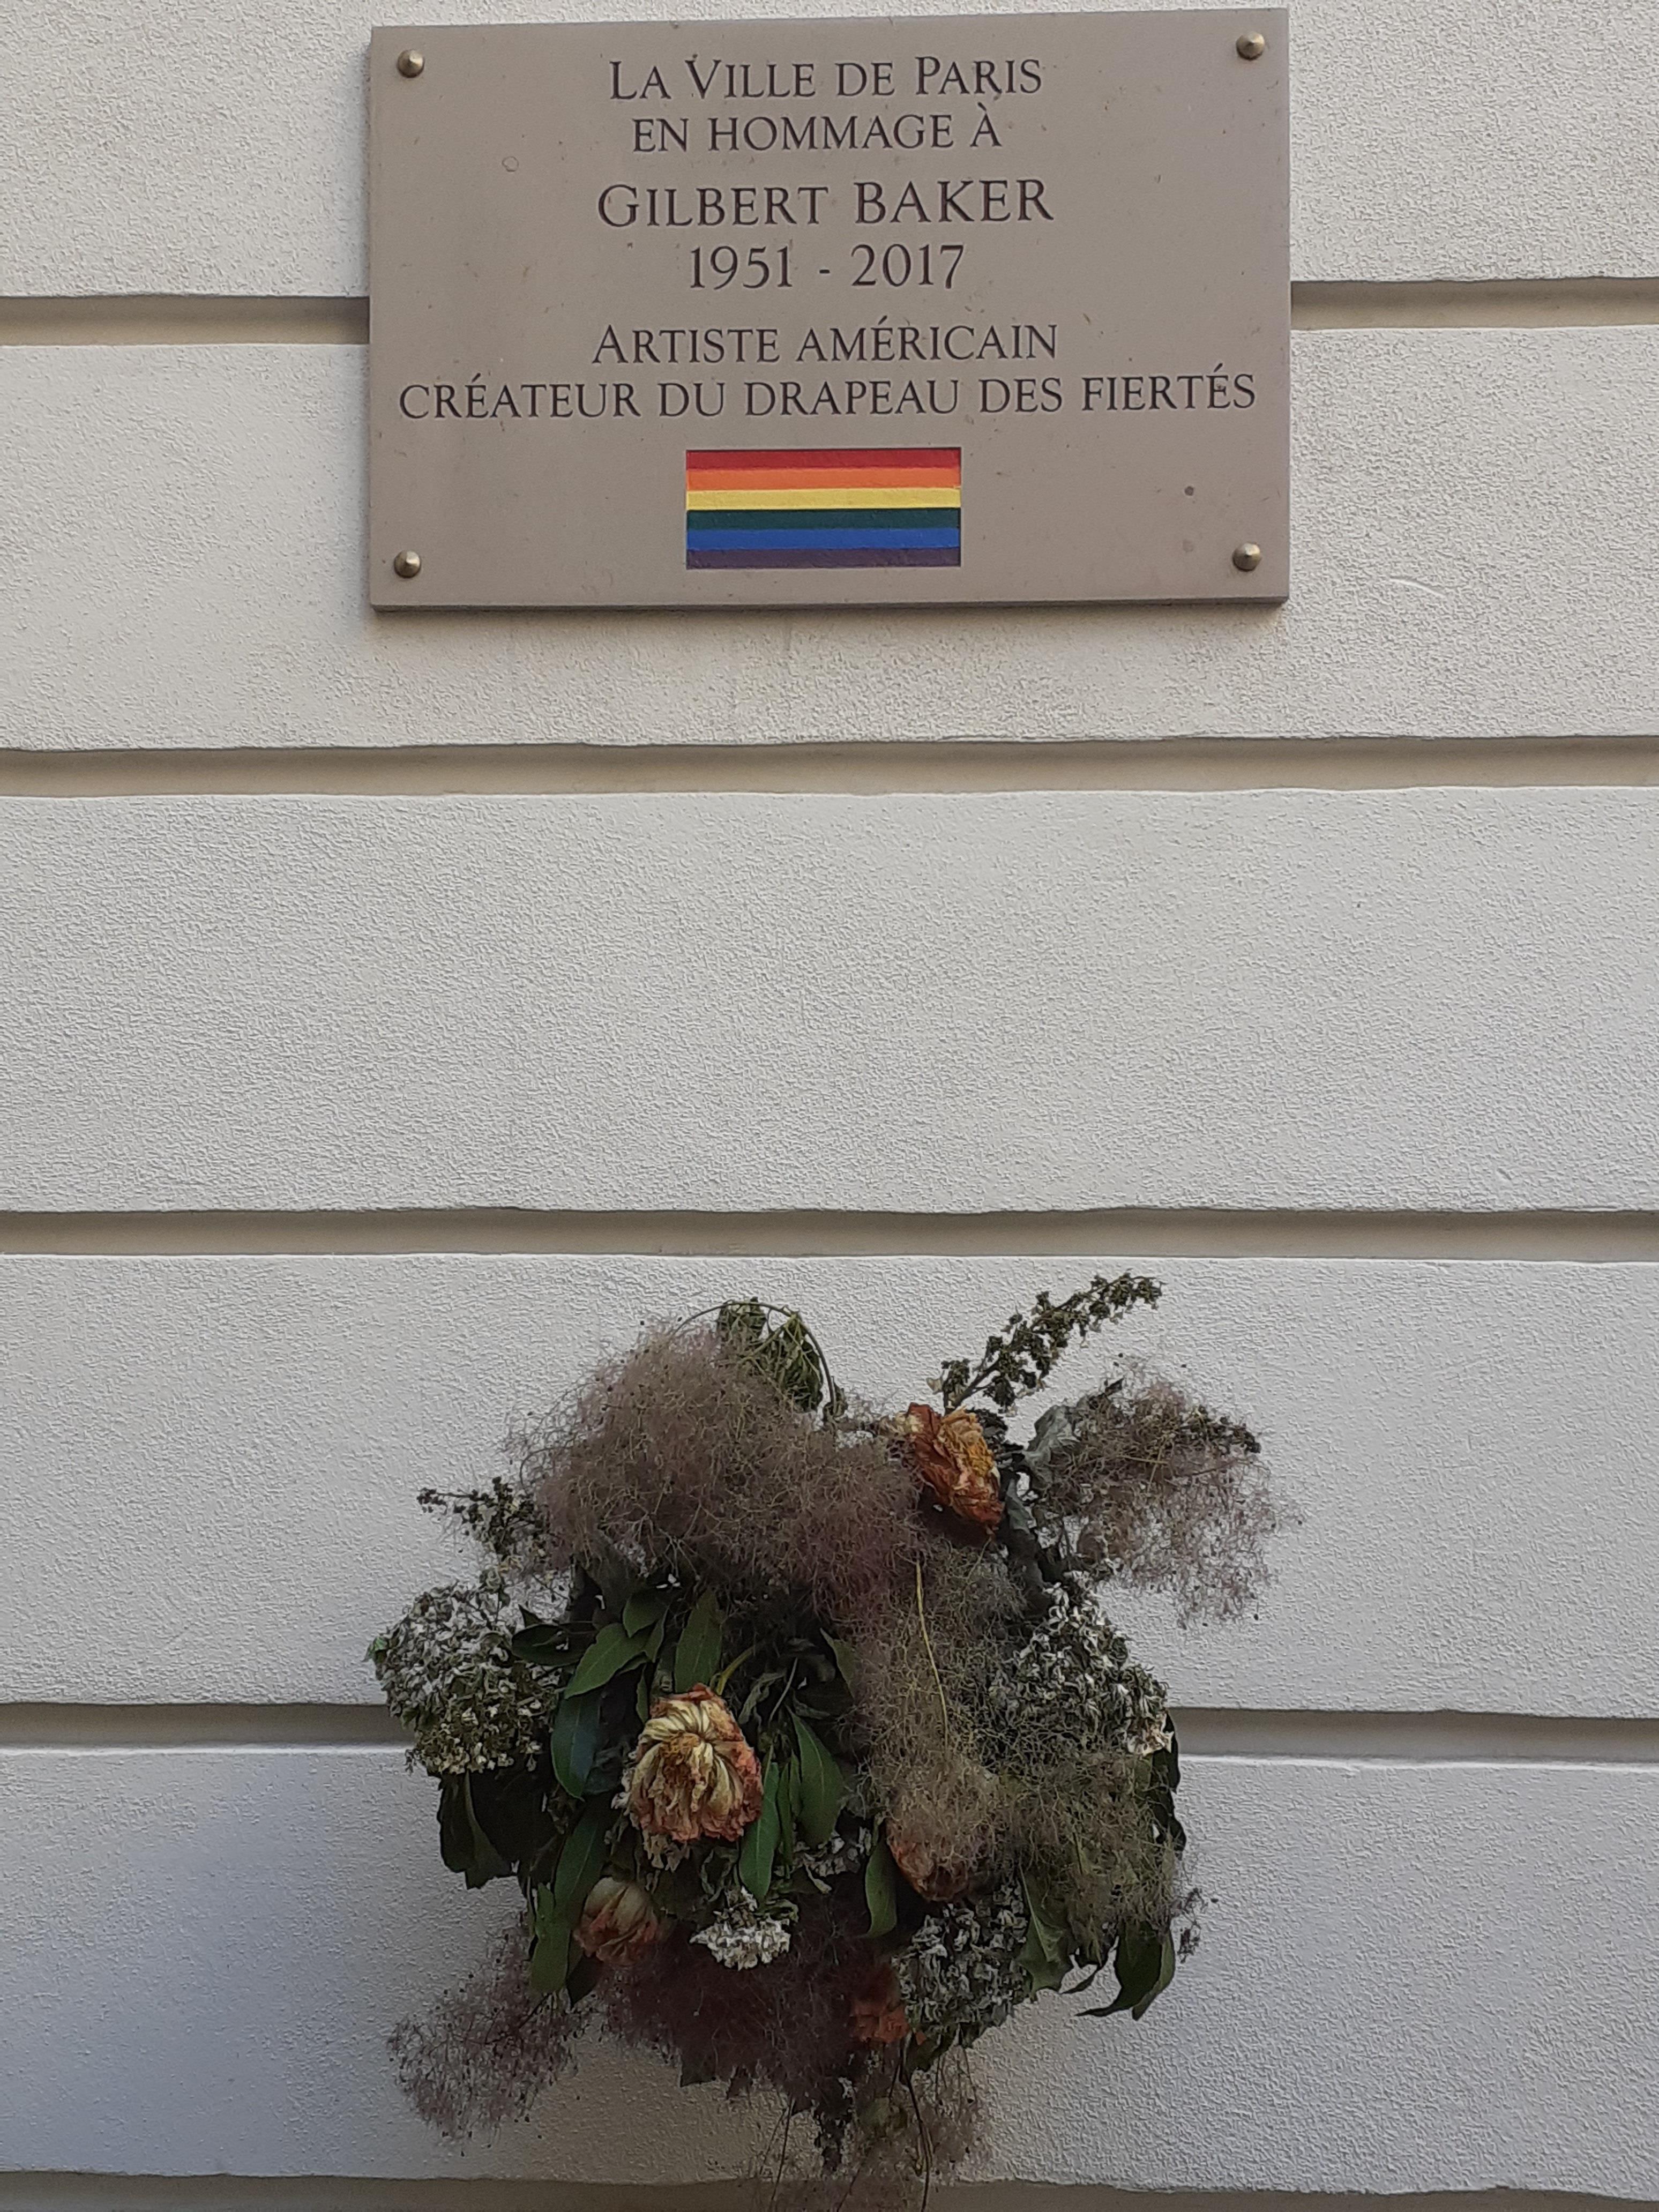 LA VILLE DE PARIS
EN HOMMAGE À
GILBERT BAKER
1951 - 2017
ARTISTE AMÉRICAIN
CRÉATEUR DU DRAPEAU DES FIERTÉS